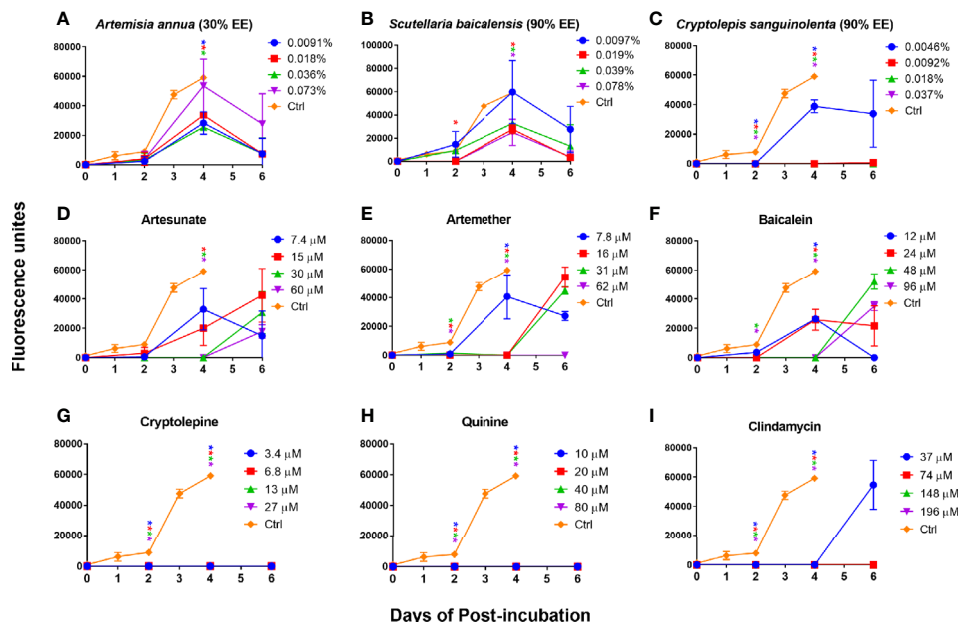 A Artemisia annua (30% EE)
80000
60000
40000
20000
0
0 1 2 3 4 5 6
***
0.0091%
0.018%
0.036%
0.073%
Ctrl
B Scutellaria baicalensis (90% EE)
100000
80000
60000
40000
20000
0
0 1 2 3 4 5 6
*
***
0.0097%
0.019%
0.039%
0.078%
Ctrl
C Cryptolepis sanguinolenta (90% EE)
80000
60000
40000
20000
0
0 1 2 3 4 5 6
****
****
0.0046%
0.0092%
0.018%
0.037%
Ctrl
Fluorescence unites
D Artesunate
80000
60000
40000
20000
0
0 1 2 3 4 5 6
***
7.4 µM
15 µM
30 µM
60 µM
Ctrl
E Artemether
80000
60000
40000
20000
0
0 1 2 3 4 5 6
***
****
7.8 µM
16 µM
31 µM
62 µM
Ctrl
F Baicalein
80000
60000
40000
20000
0
0 1 2 3 4 5 6
**
****
12 µM
24 µM
48 µM
96 µM
Ctrl
G Cryptolepine
80000
60000
40000
20000
0
0 1 2 3 4 5 6
****
****
3.4 µM
6.8 µM
13 µM
27 µM
Ctrl
H Quinine
80000
60000
40000
20000
0
0 1 2 3 4 5 6
****
****
10 µM
20 µM
40 µM
80 µM
Ctrl
I Clindamycin
80000
60000
40000
20000
0
0 1 2 3 4 5 6
****
****
37 µM
74 µM
148 µM
196 µM
Ctrl
Days of Post-incubation